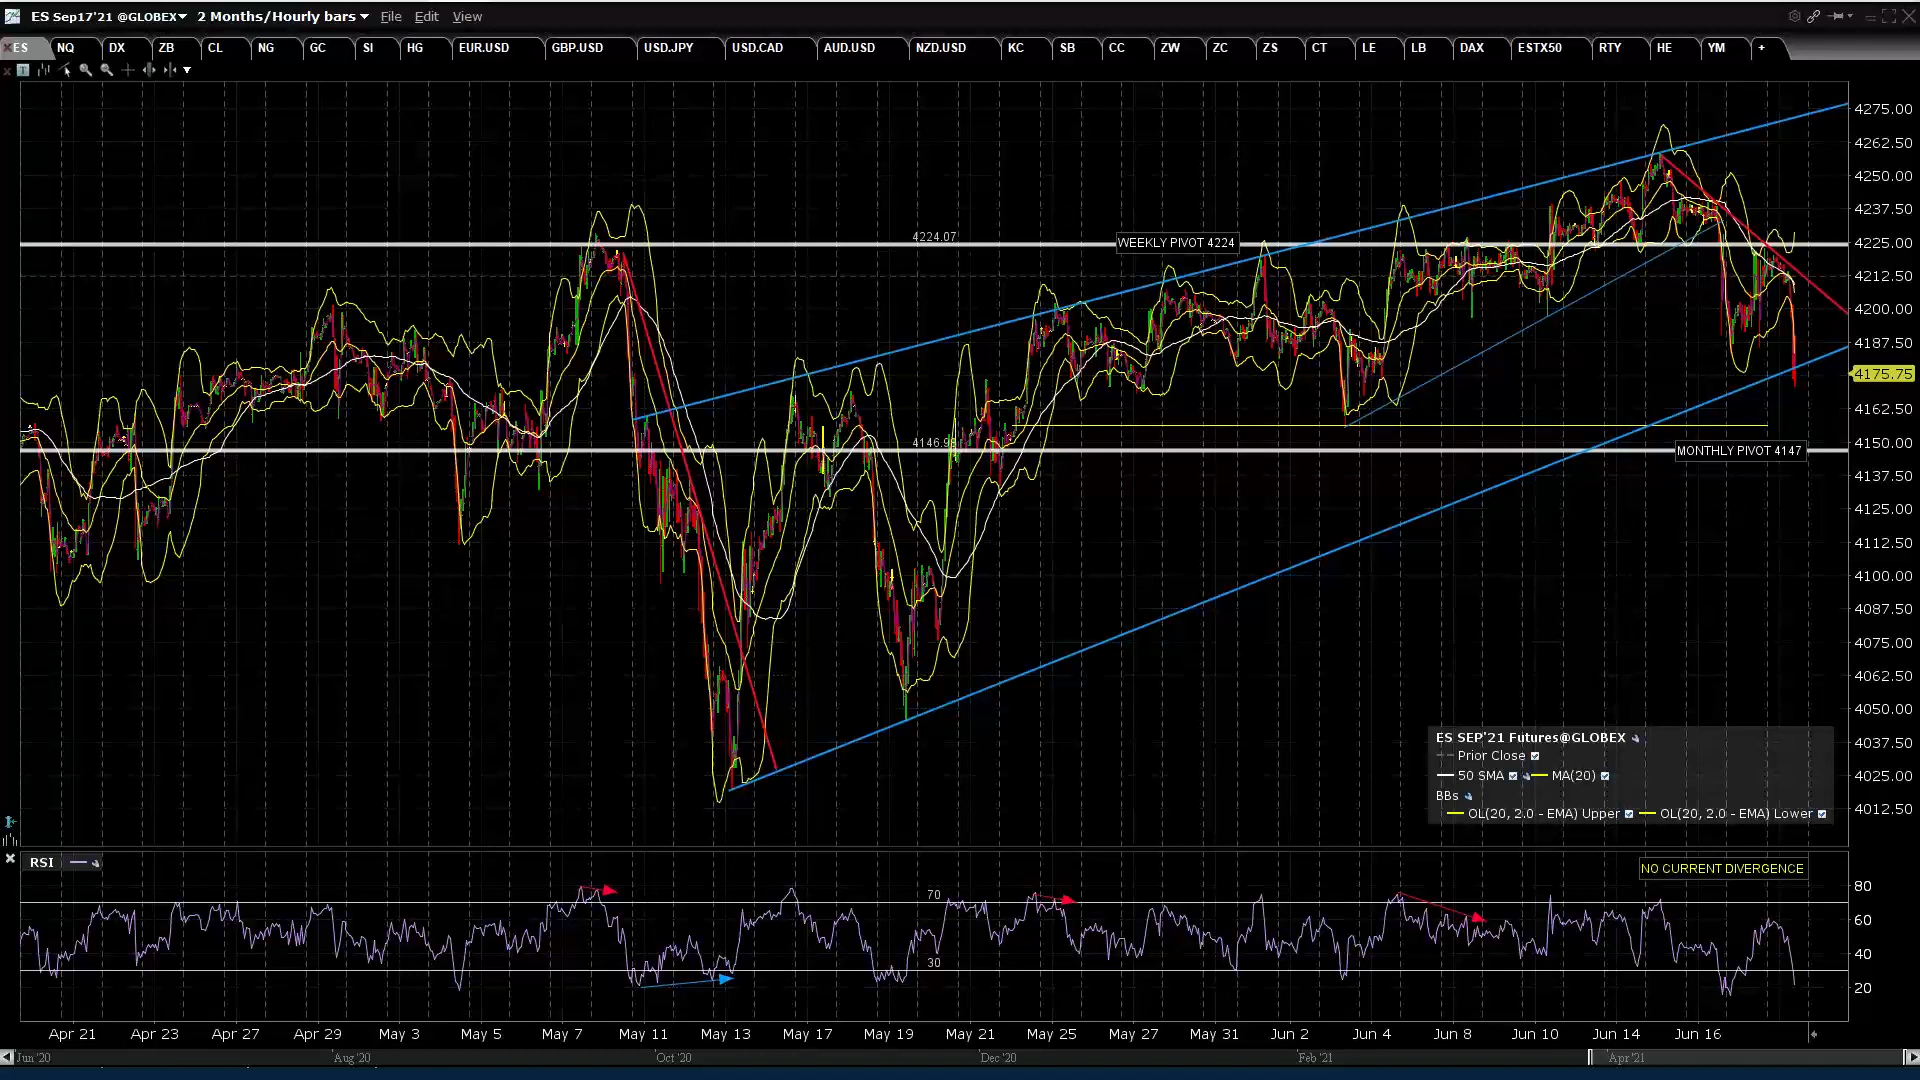 ES Sep17'21 @GLOBEX 2 Months/Hourly bars File Edit View
ES NQ DX ZB CL NG GC SI HG EUR.USD GBP.USD USD.JPY USD.CAD AUD.USD NZD.USD KC SB CC ZW ZC ZS CT LE LB DAX ESTX50 RTY HE YM +
4275.00
4262.50
4250.00
4237.50
4224.07
WEEKLY PIVOT 4224
4225.00
4212.50
4200.00
4187.50
4175.75
4162.50
4146.9
4150.00
MONTHLY PIVOT 4147
4137.50
4125.00
4112.50
4100.00
4087.50
4075.00
4062.50
4050.00
4037.50
4025.00
4012.50
ES SEP'21 Futures@GLOBEX
Prior Close
50 SMA MA(20)
BBs
OL(20, 2.0 - EMA) Upper OL(20, 2.0 - EMA) Lower
RSI
NO CURRENT DIVERGENCE
80
70
60
40
30
20
Apr 21 Apr 23 Apr 27 Apr 29 May 3 May 5 May 7 May 11 May 13 May 17 May 19 May 21 May 25 May 27 May 31 Jun 2 Jun 4 Jun 8 Jun 10 Jun 14 Jun 16
Jun '20 Aug '20 Oct '20 Dec '20 Feb '21 Apr '21